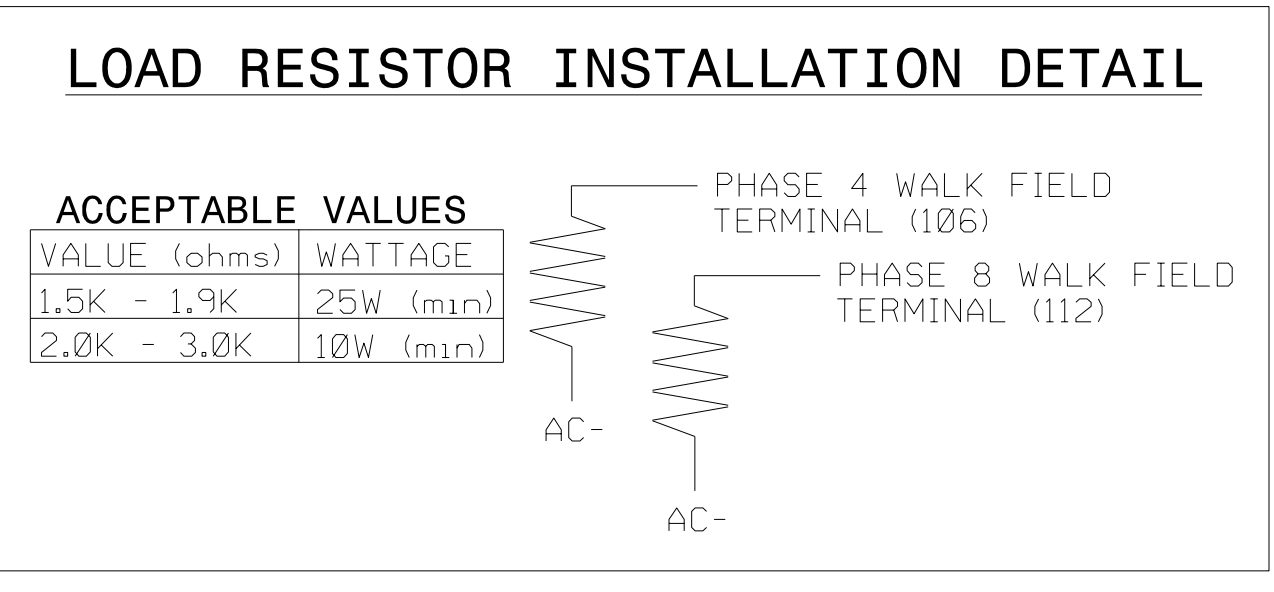 LOAD RESISTOR INSTALLATION DETAIL
ACCEPTABLE VALUES
VALUE (ohms) WATTAGE
1.5K - 1.9K 25W (min)
2.0K - 3.0K 10W (min)
PHASE 4 WALK FIELD
TERMINAL (106)
AC-
PHASE 8 WALK FIELD
TERMINAL (112)
AC-